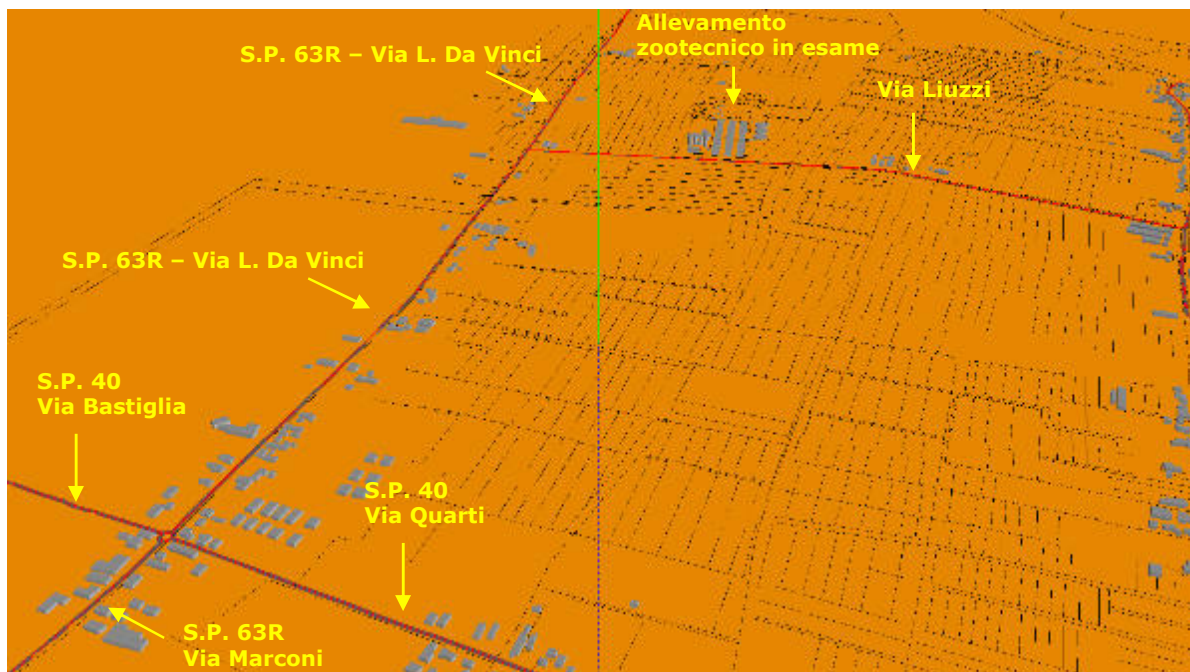 Allevamento
zootecnico in esame
S.P. 63R – Via L. Da Vinci
Via Liuzzi
S.P. 63R – Via L. Da Vinci
S.P. 40
Via Bastiglia
S.P. 40
Via Quarti
S.P. 63R
Via Marconi